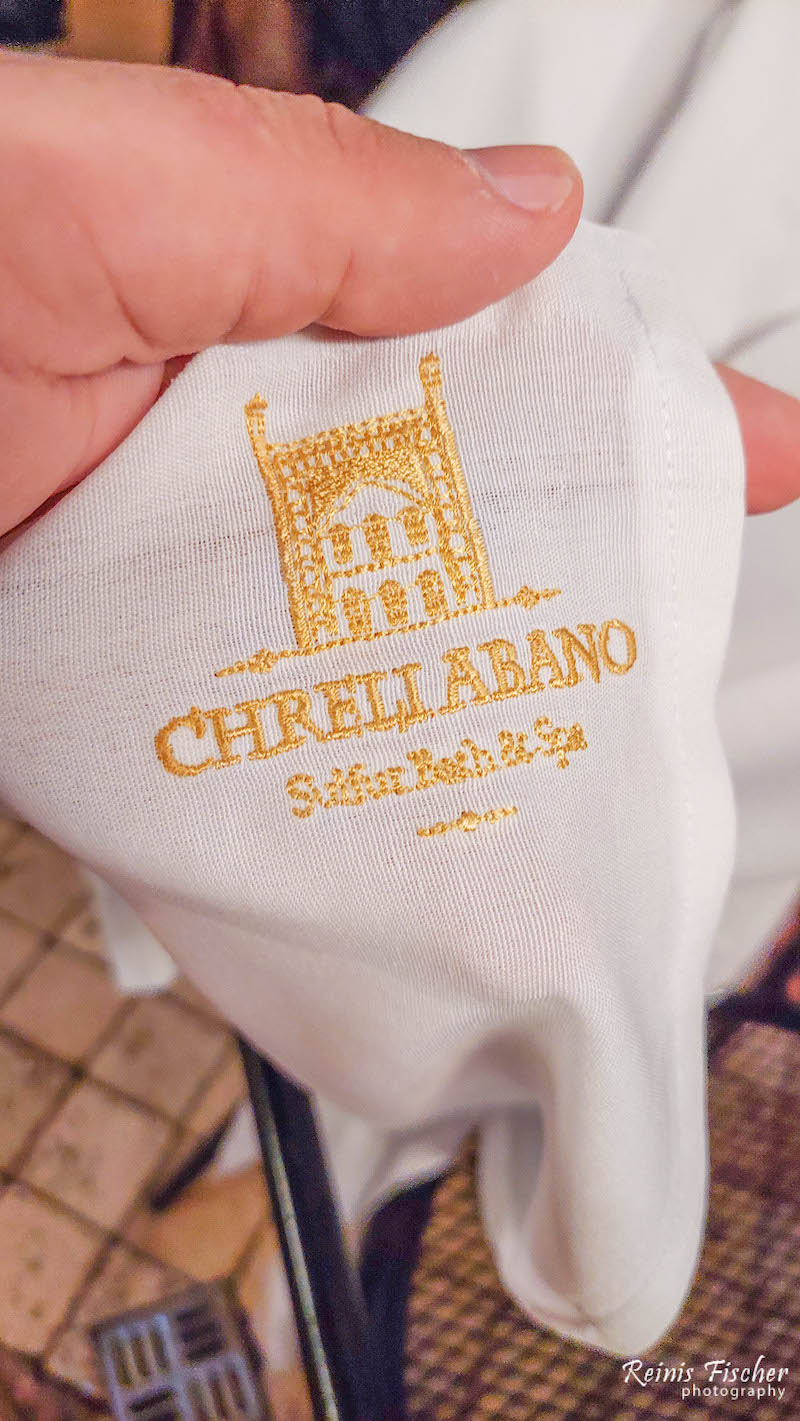 CHRELI ABANO
Sulfur Bath & Spa
Reinis Fischer
photography